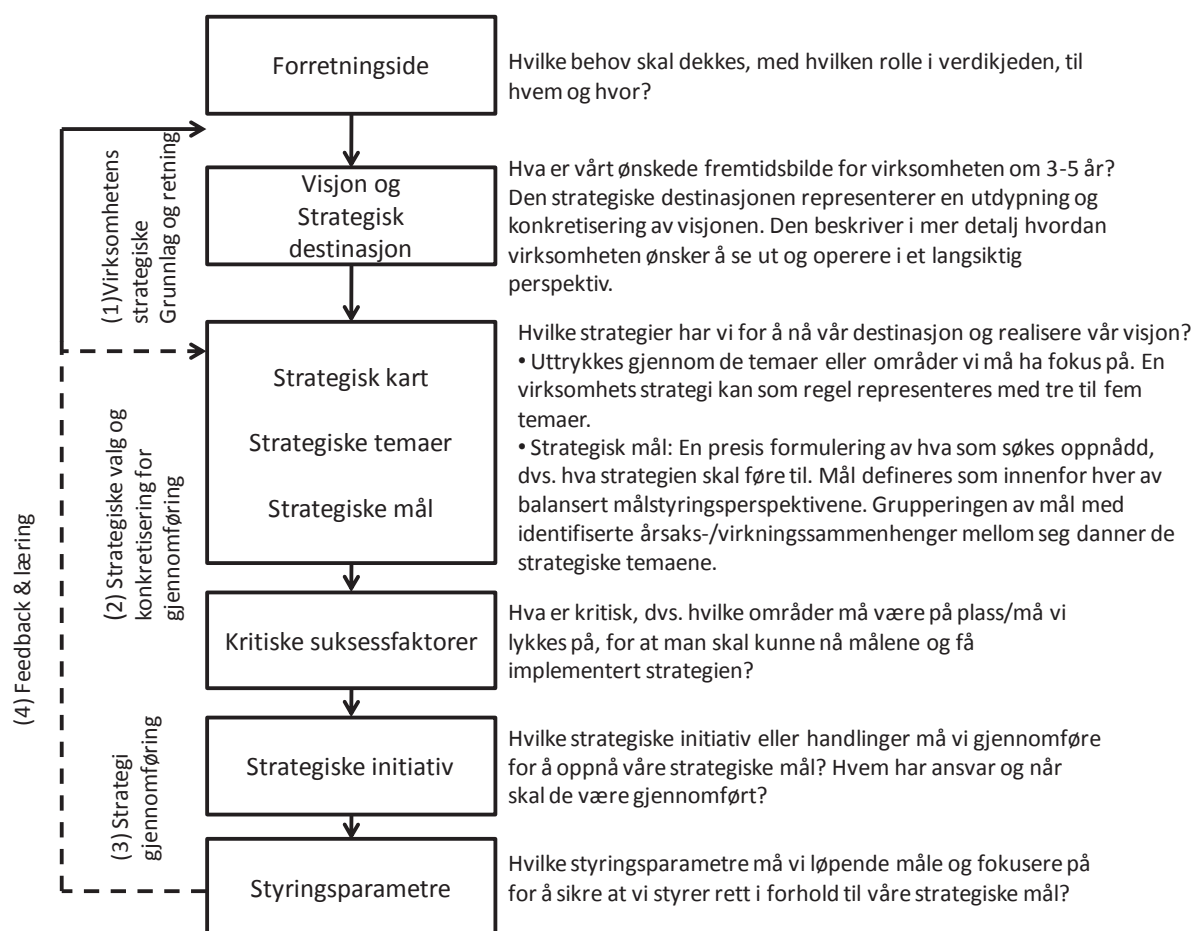 Forretningside
Hvilke behov skal dekkes, med hvilken rolle i verdikjeden, til
hvem og hvor?
(1)Virksomhetens
strategiske
Grunnlag og retning
Visjon og
Strategisk
destinasjon
Hva er vårt ønskede fremtidsbilde for virksomheten om 3-5 år?
Den strategiske destinasjonen representerer en utdypning og
konkretisering av visjonen. Den beskriver i mer detalj hvordan
virksomheten ønsker å se ut og operere i et langsiktig
perspektiv.
(2) Strategiske valg og
konkretisering for
gjennomføring
Strategisk kart
Strategiske temaer
Strategiske mål
Hvilke strategier har vi for å nå vår destinasjon og realisere vår visjon?
• Uttrykkes gjennom de temaer eller områder vi må ha fokus på. En
virksomhets strategi kan som regel representeres med tre til fem
temaer.
• Strategisk mål: En presis formulering av hva som søkes oppnådd,
dvs. hva strategien skal føre til. Mål defineres som innenfor hver av
balansert målstyringsperspektivene. Grupperingen av mål med
identifiserte årsaks-/virkningssammenhenger mellom seg danner de
strategiske temaene.
(4) Feedback & læring
Kritiske suksessfaktorer
Hva er kritisk, dvs. hvilke områder må være på plass/må vi
lykkes på, for at man skal kunne nå målene og få
implementert strategien?
(3) Strategi
gjennomføring
Strategiske initiativ
Hvilke strategiske initiativ eller handlinger må vi gjennomføre
for å oppnå våre strategiske mål? Hvem har ansvar og når
skal de være gjennomført?
Styringsparametre
Hvilke styringsparametre må vi løpende måle og fokusere på
for å sikre at vi styrer rett i forhold til våre strategiske mål?